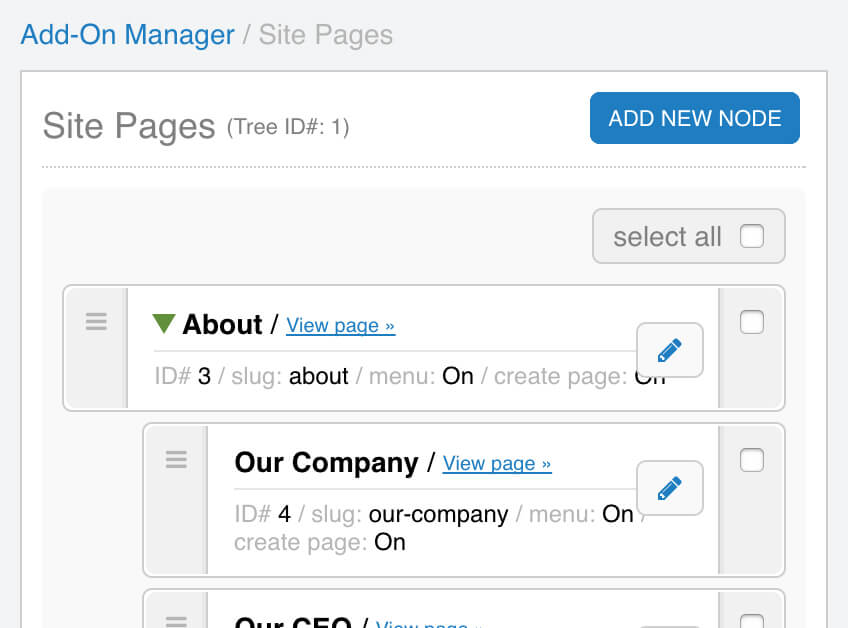 Add-On Manager / Site Pages
Site Pages (Tree ID#: 1)
ADD NEW NODE
select all
About / View page »
ID# 3 / slug: about / menu: On / create page: On
Our Company / View page »
ID# 4 / slug: our-company / menu: On /
create page: On
Our CEO / View page »